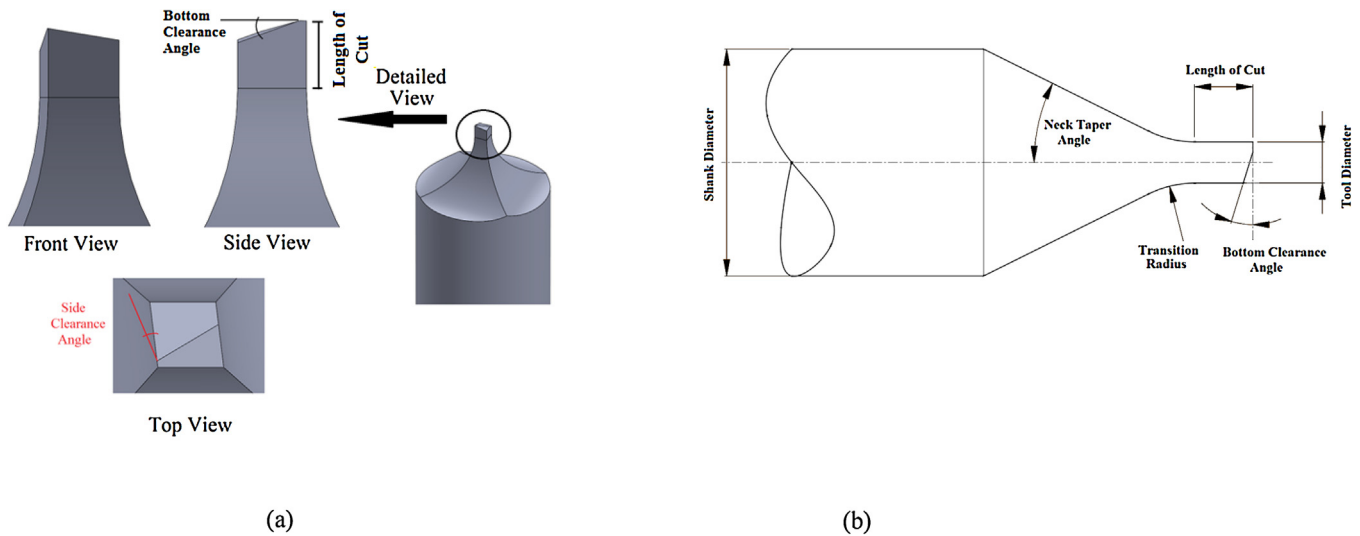 Bottom
Clearance
Angle
Length of
Cut
Detailed
View
Front View
Side View
Side
Clearance
Angle
Top View
(a)
Shank Diameter
Neck Taper
Angle
Length of Cut
Tool Diameter
Transition
Radius
Bottom Clearance
Angle
(b)